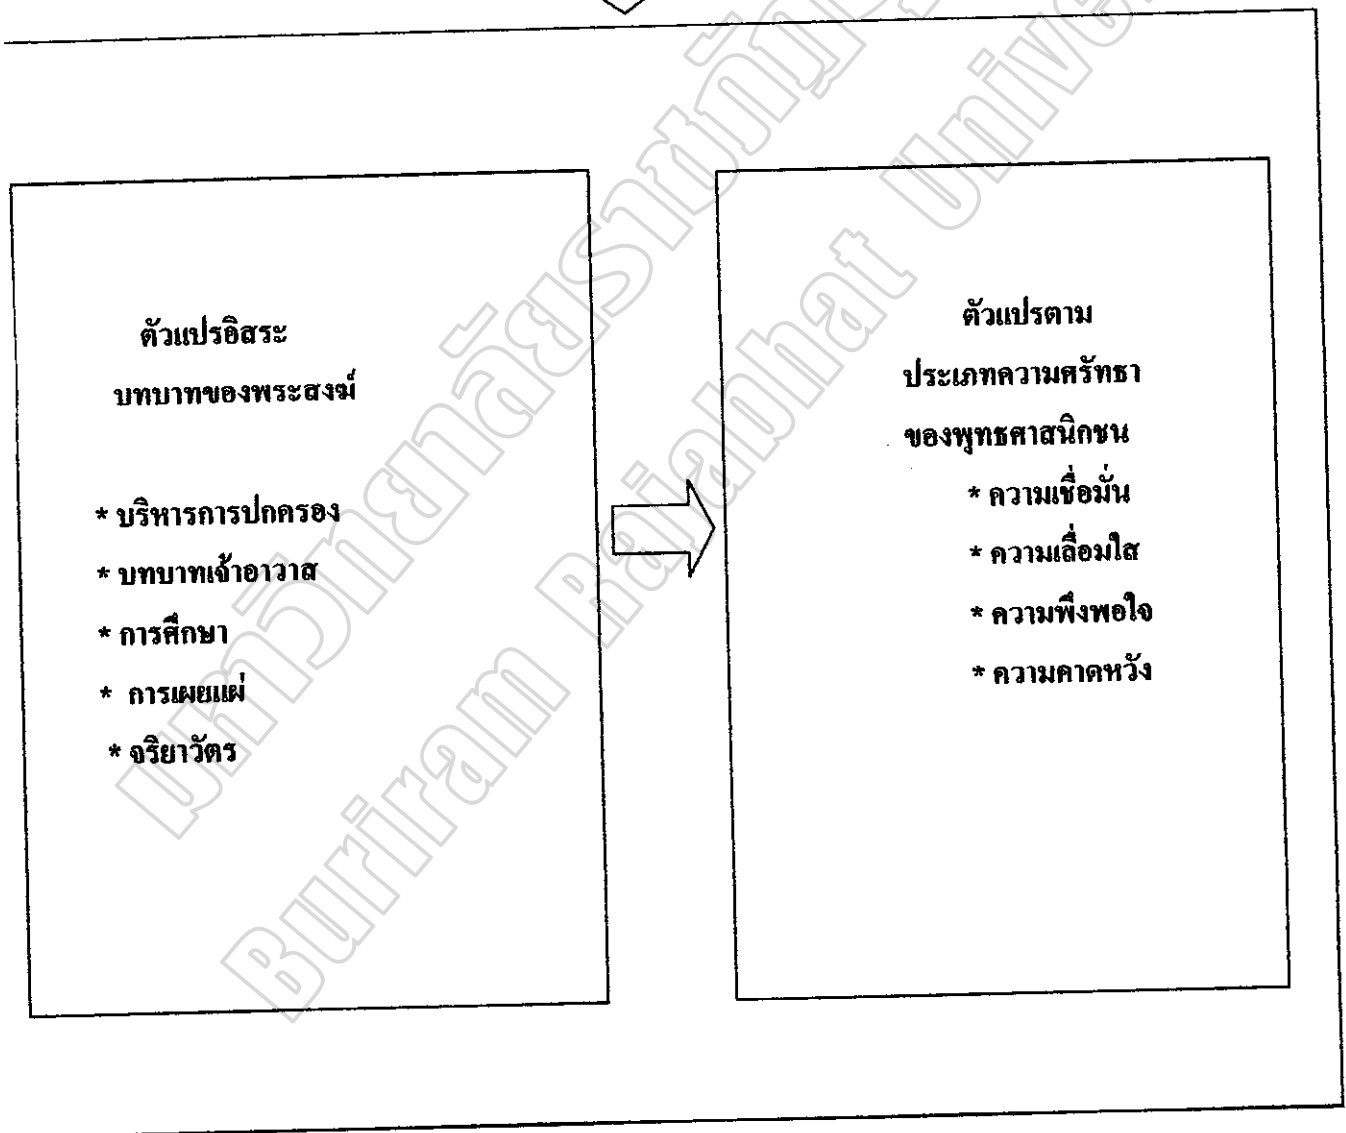 ตัวแปรอิสระ
บทบาทของพระสงฆ์
* บริหารการปกครอง
* บทบาทเจ้าอาวาส
* การศึกษา
* การเผยแผ่
* จริยาวัตร
ตัวแปรตาม
ประเภทความศรัทธา
ของพุทธศาสนิกชน
* ความเชื่อมั่น
* ความเลื่อมใส
* ความพึงพอใจ
* ความคาดหวัง
Buriram Rajabhat